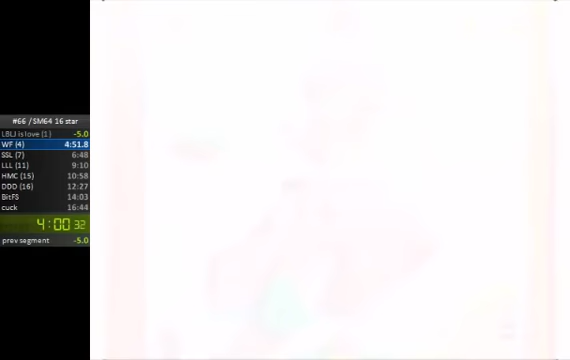 #66 / SM64 16 star
LBLJ is love (1) -5.0
WF (4) 4:51.8
SSL (7) 6:48
LLL (11) 9:10
HMC (15) 10:58
DDD (16) 12:27
BitFS 14:03
cuck 16:44
4:00 32
prev segment -5.0